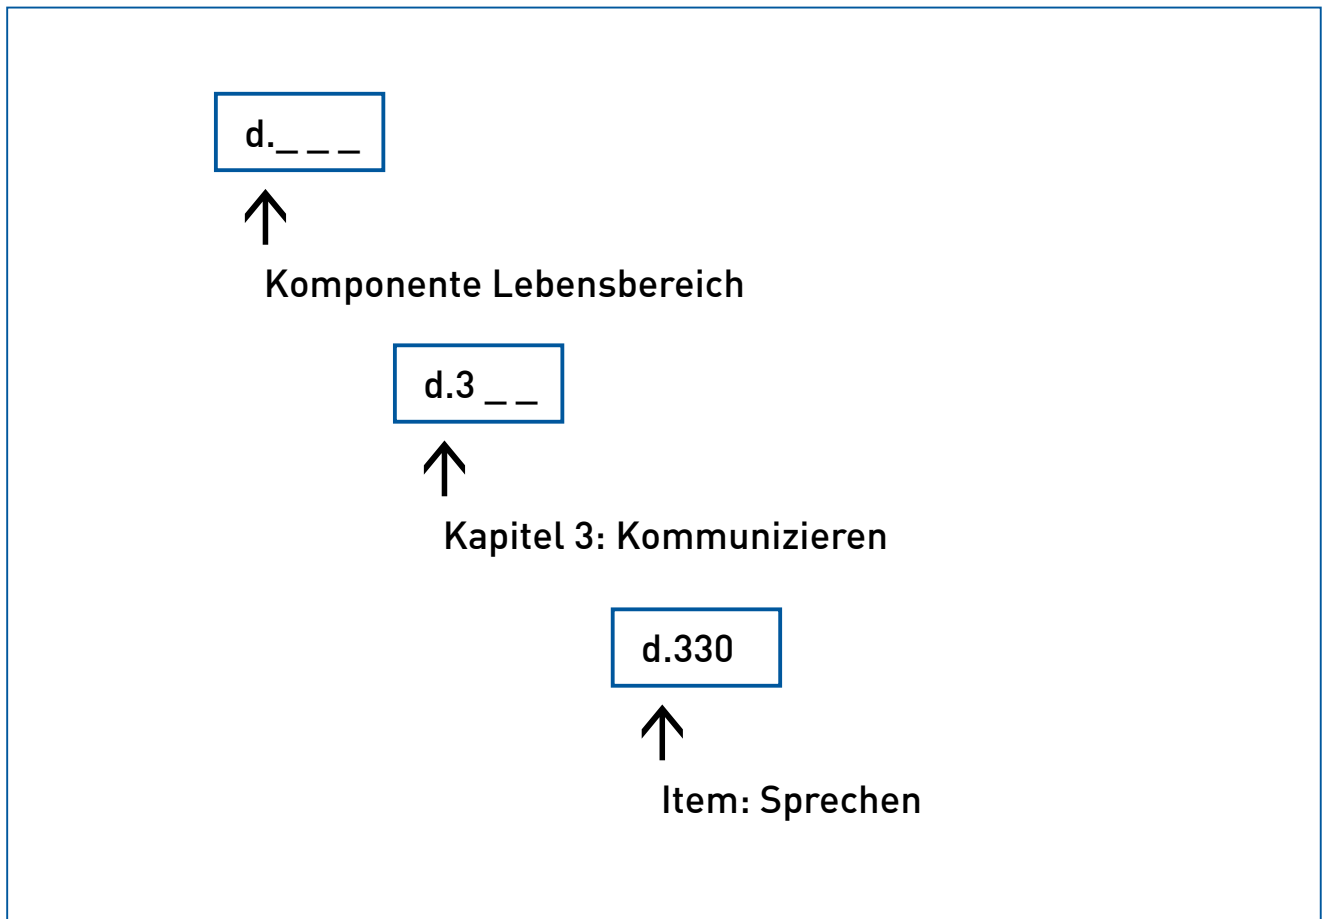 d._ _ _
Komponente Lebensbereich
d.3 _ _
Kapitel 3: Kommunizieren
d.330
Item: Sprechen